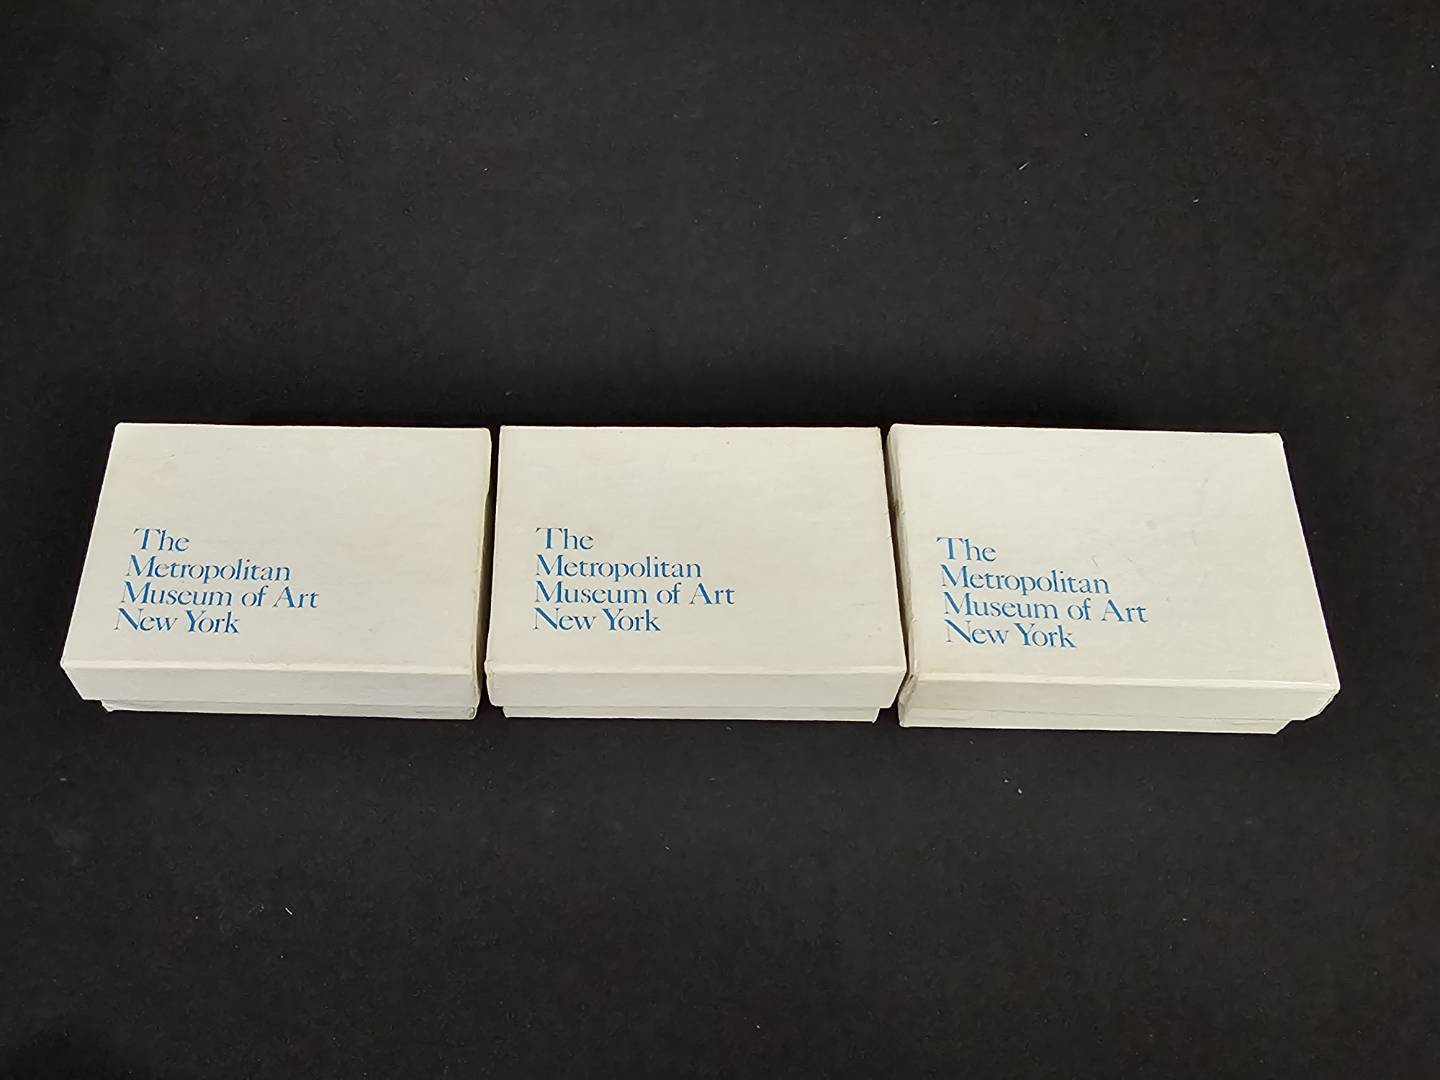 The
Metropolitan
Museum of Art
New York
The
Metropolitan
Museum of Art
New York
The
Metropolitan
Museum of Art
New York